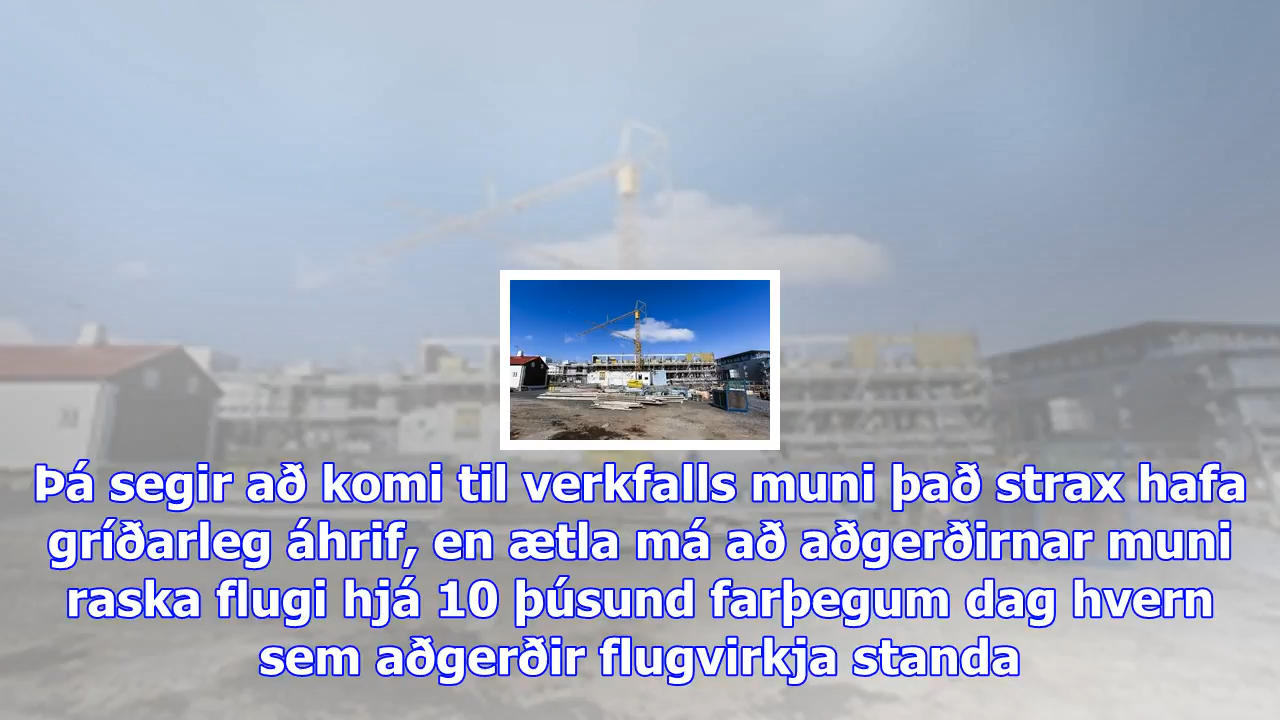 Þá segir að komi til verkfalls muni það strax hafa
gríðarleg áhrif, en ætla má að aðgerðirnar muni
raska flugi hjá 10 þúsund farþegum dag hvern
sem aðgerðir flugvirkja standa